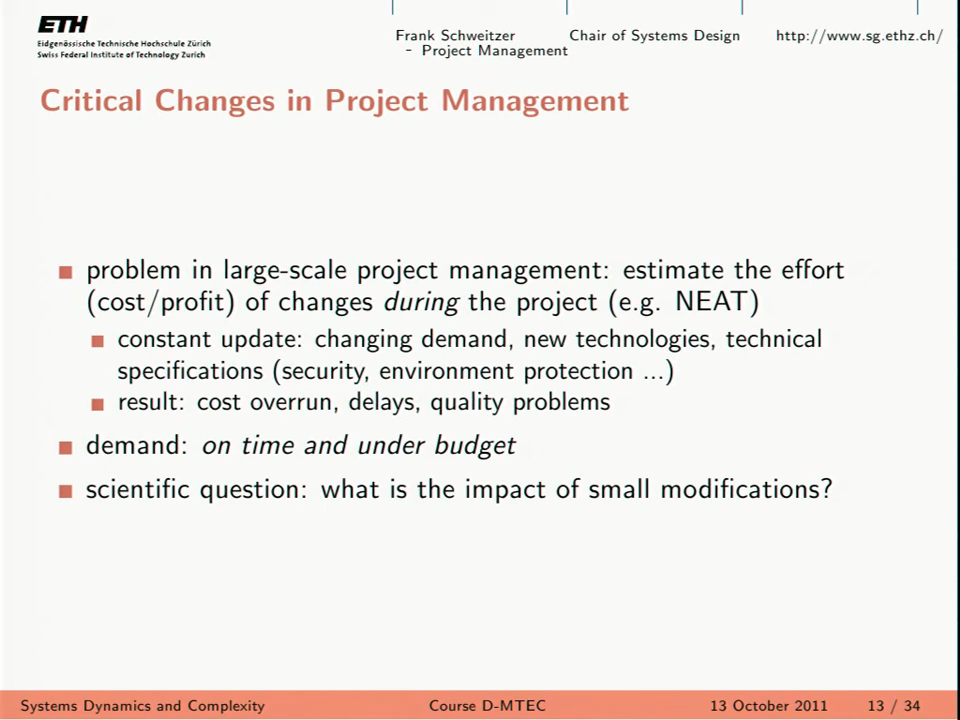 ETH
Eidgenössische Technische Hochschule Zürich
Swiss Federal Institute of Technology Zurich
Frank Schweitzer Chair of Systems Design http://www.sg.ethz.ch/
- Project Management
Critical Changes in Project Management
problem in large-scale project management: estimate the effort
(cost/profit) of changes during the project (e.g. NEAT)
constant update: changing demand, new technologies, technical
specifications (security, environment protection ...)
result: cost overrun, delays, quality problems
demand: on time and under budget
scientific question: what is the impact of small modifications?
Systems Dynamics and Complexity Course D-MTEC 13 October 2011 13 / 34